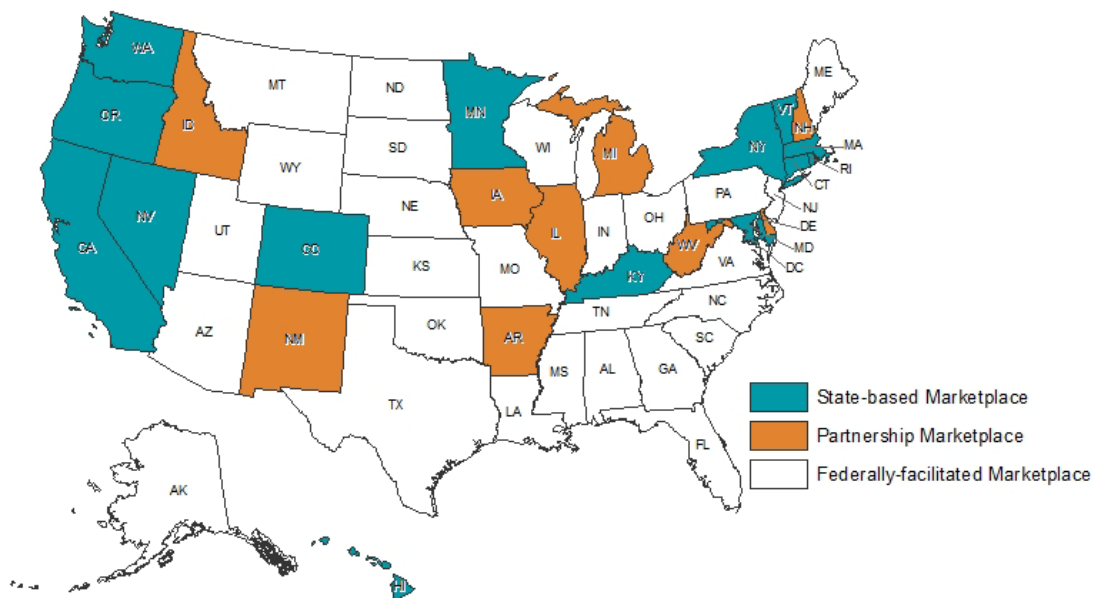 WA
MT
ND
MN
ME
VT
NH
OR
ID
SD
WI
NY
MA
MI
RI
WY
CT
IA
PA
NJ
NE
NV
OH
DE
UT
IL
IN
CA
CO
WV
MD
KS
MO
KY
VA
DC
TN
NC
AZ
OK
NM
AR
SC
MS
AL
GA
TX
LA
FL
State-based Marketplace
Partnership Marketplace
Federally-facilitated Marketplace
AK
HI